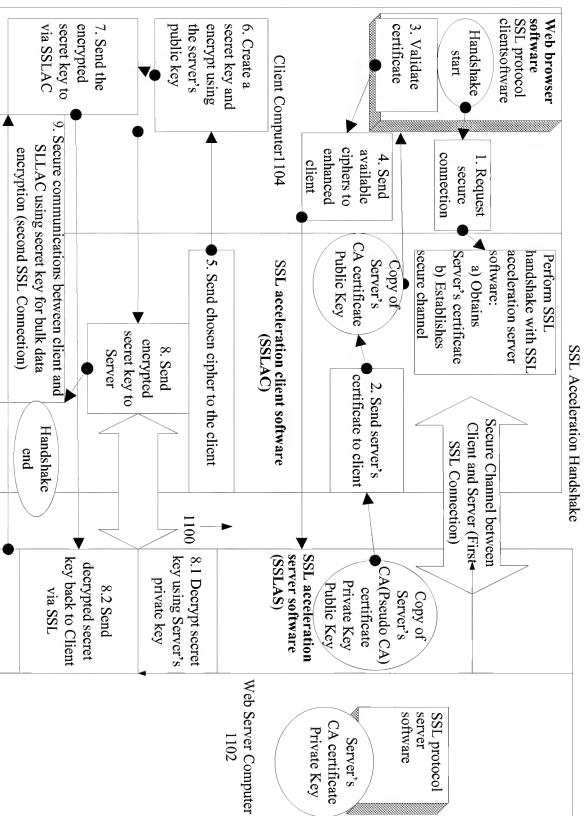 SSL Acceleration Handshake
Web browser
software
SSL protocol
clientsoftware
Handshake
start
1. Request
secure
connection
Perform SSL
handshake with SSL
acceleration server
software:
a) Obtains
Server's certificate
b) Establishes
secure channel
Secure Channel between
Client and Server (First
SSL Connection)
SSL protocol
server
software
3. Validate
certificate
4. Send
available
ciphers to
enhanced
client
Copy of
Server's
CA certificate
Public Key
2. Send server's
certificate to client
Copy of
Server's
CA(Pseudo CA)
certificate
Private Key
Public Key
Server's
CA certificate
Private Key
Client Computer1104
SSL acceleration client software
(SSLAC)
SSL acceleration
server software
(SSLAS)
Web Server Computer
1102
6. Create a
secret key and
encrypt using
the server's
public key
5. Send chosen cipher to the client
1100
7. Send the
encrypted
secret key to
via SSLAC
8. Send
encrypted
secret key to
Server
8.1 Decrypt secret
key using Server's
private key
8.2 Send
decrypted secret
key back to Client
via SSL
9. Secure communications between client and
SLLAC using secret key for bulk data
encryption (second SSL Connection)
Handshake
end